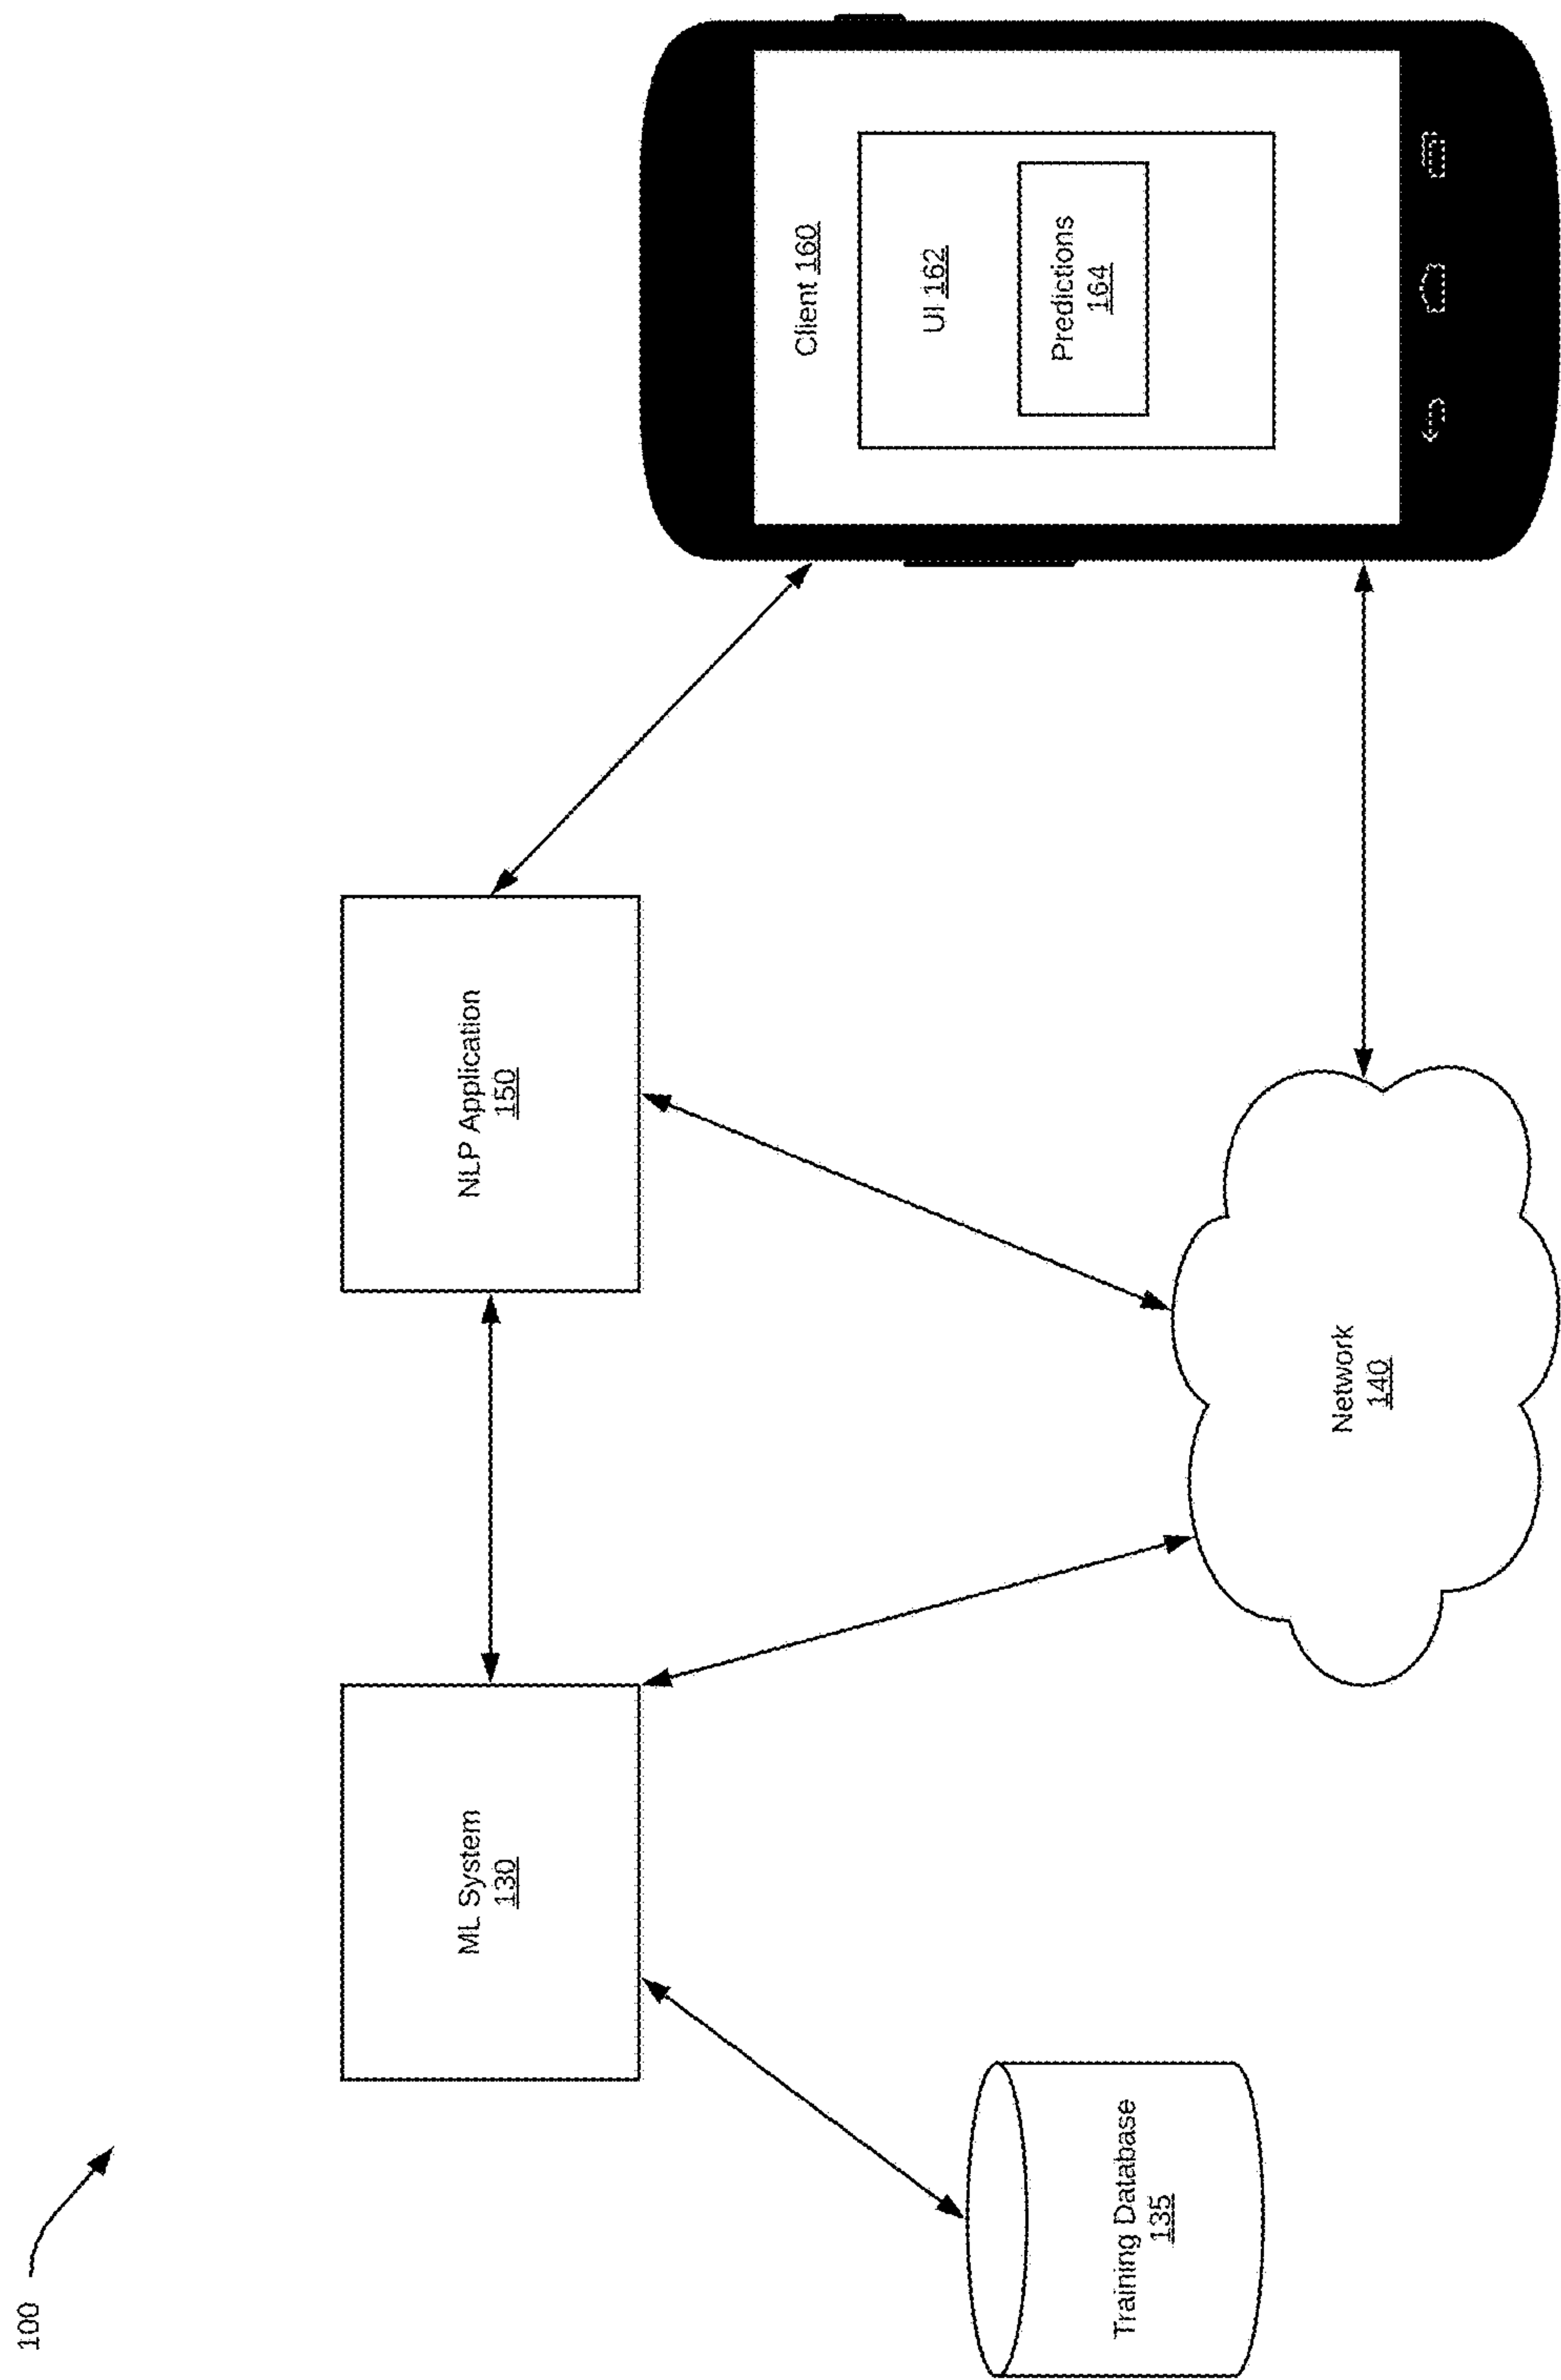 100
ML System
130
NLP Application
150
Client 160
UI 162
Predictions
164
Training Database
135
Network
140